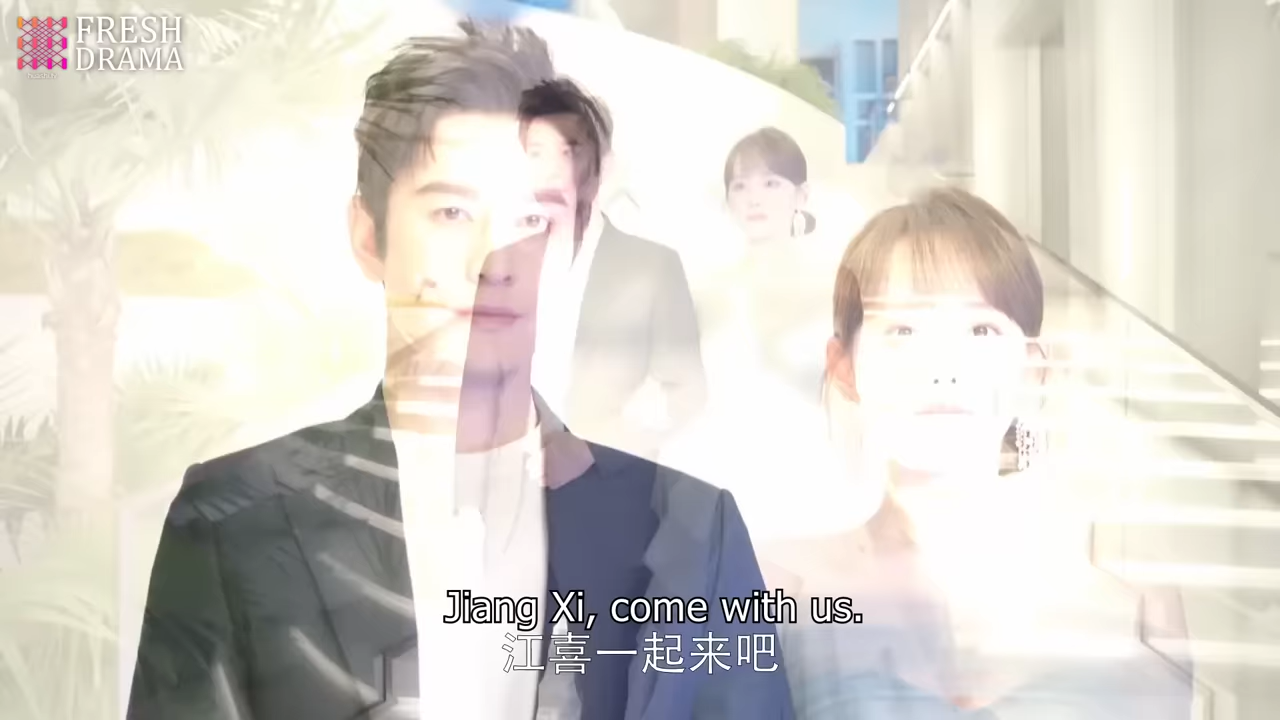 FRESH
DRAMA
Jiang Xi, come with us.
江喜一起来吧